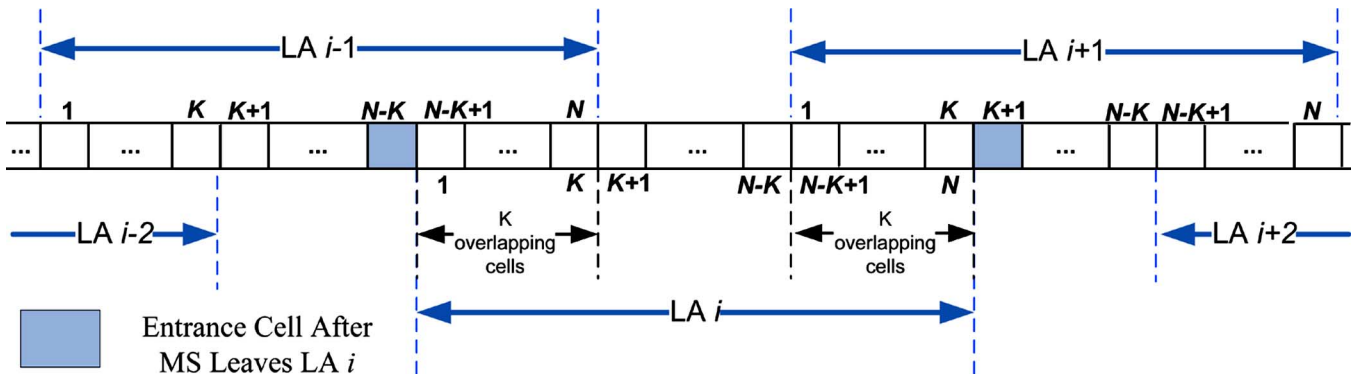 LA i-1 LA i+1
1 K K+1 N-K N-K+1 N 1 K K+1 N-K N-K+1 N
... ... ... ... ... ... ... ...
1 K K+1 N-K N-K+1 N
LA i-2 K overlapping cells K overlapping cells LA i+2
LA i
Entrance Cell After
MS Leaves LA i